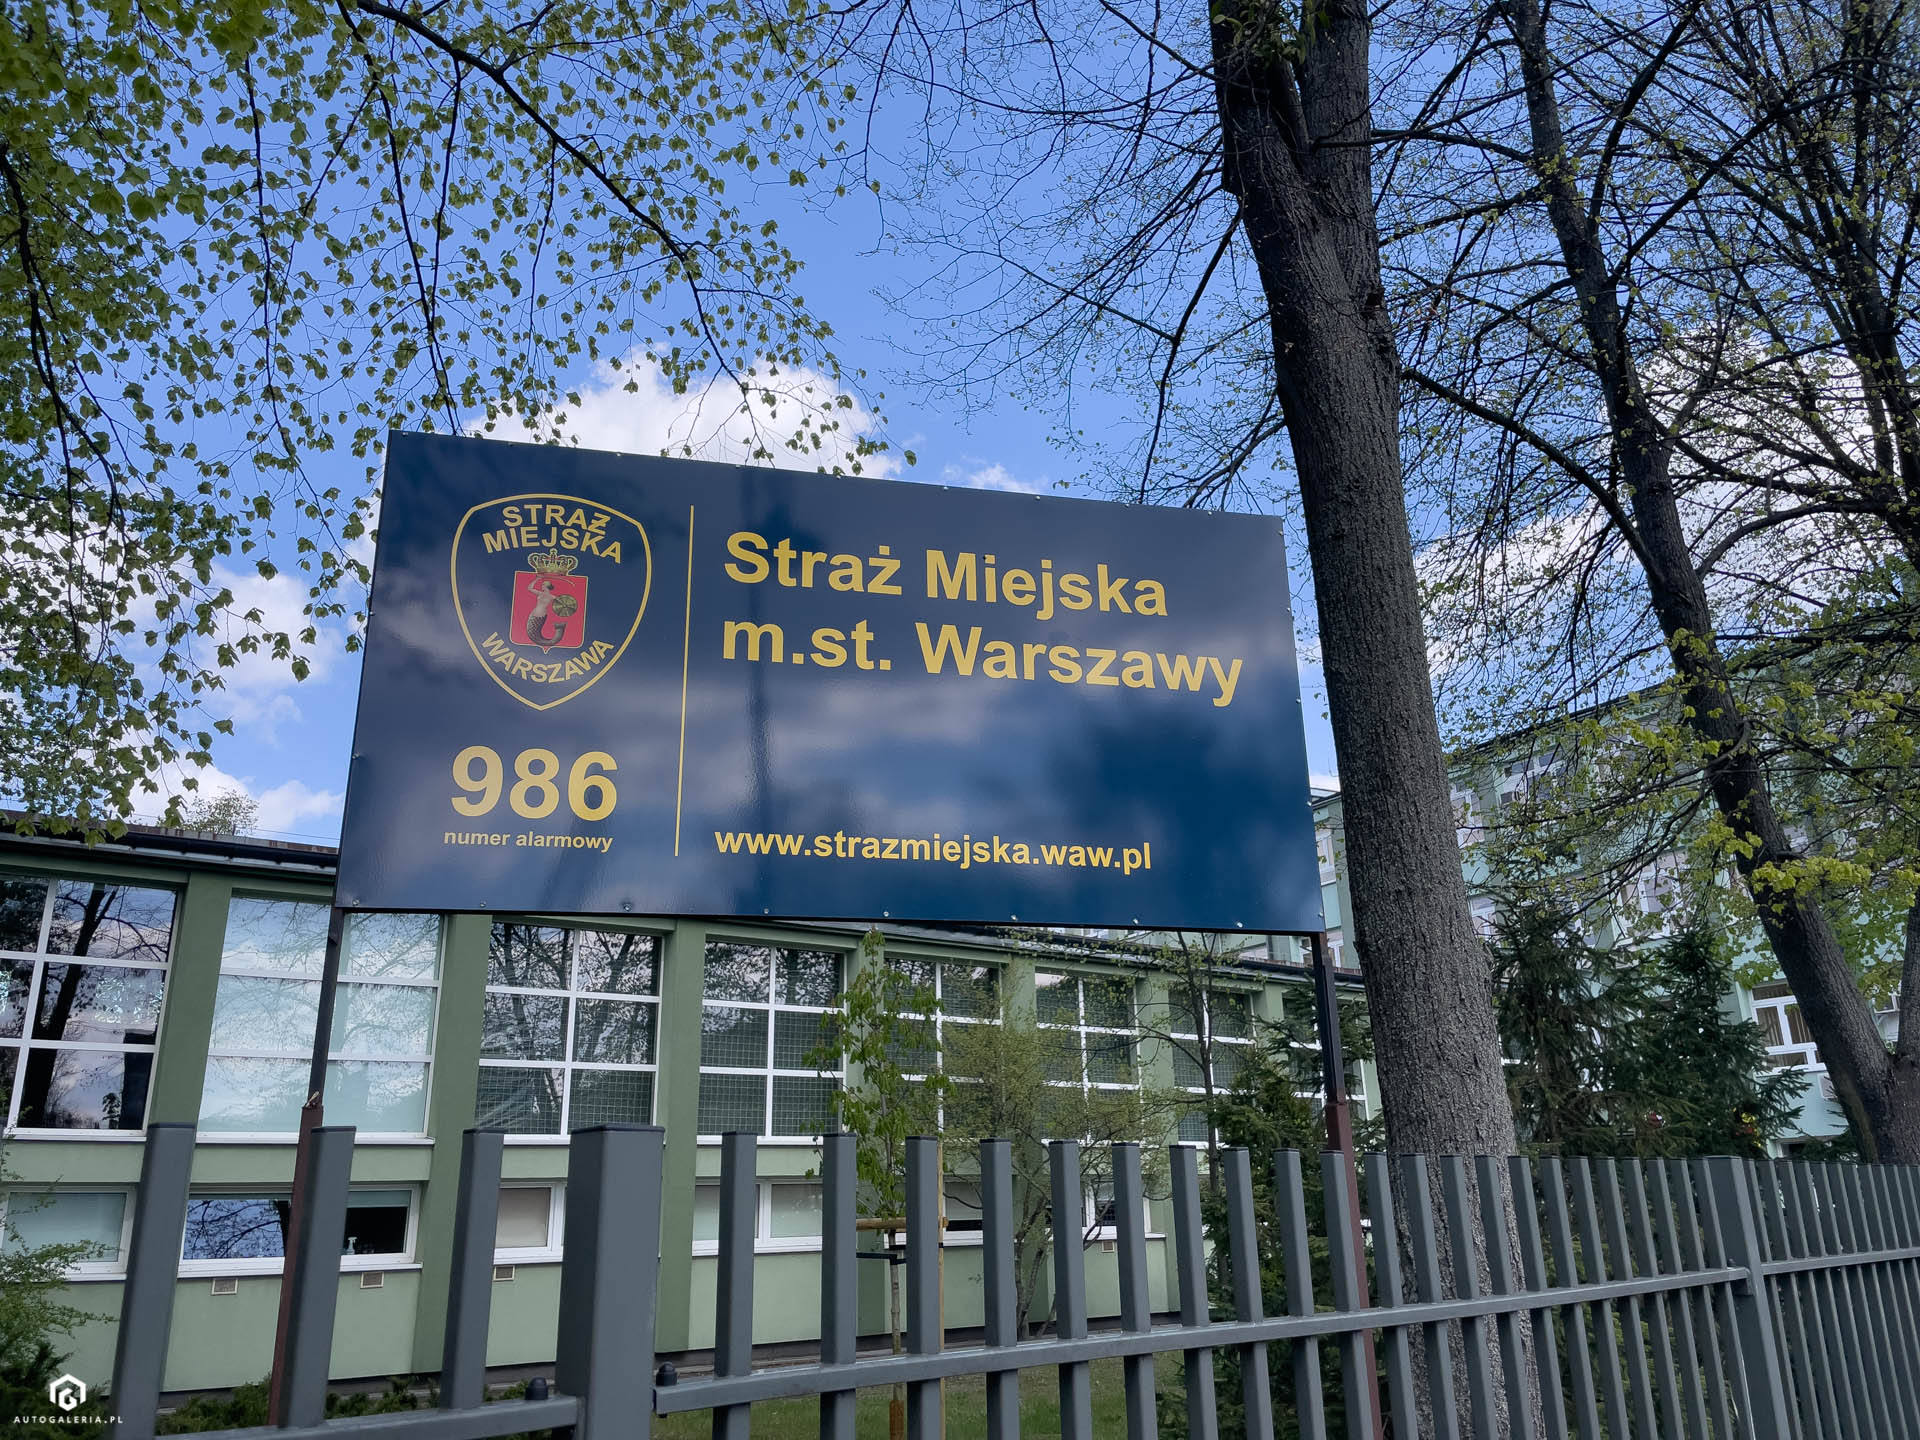 STRAŻ
MIEJSKA
WARSZAWA
986
numer alarmowy
Straż Miejska
m.st. Warszawy
www.strazmiejska.waw.pl
AUTOGALERIA.PL